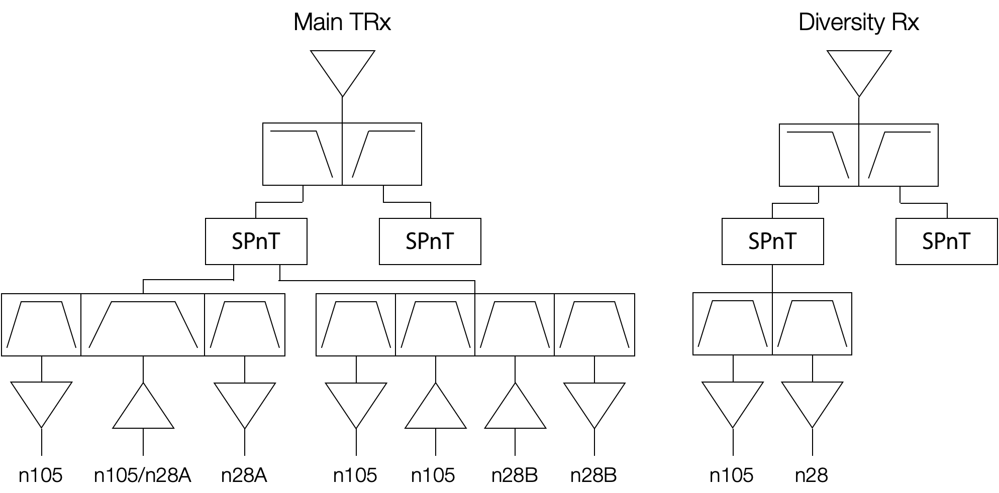 Main TRx
Diversity Rx
SPnT
SPnT
SPnT
SPnT
n105
n105/n28A
n28A
n105
n105
n28B
n28B
n105
n28